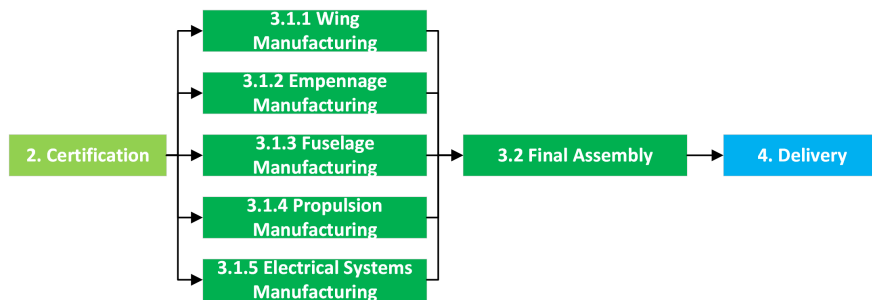 3.1.1 Wing
Manufacturing
3.1.2 Empennage
Manufacturing
2. Certification
3.1.3 Fuselage
Manufacturing
3.2 Final Assembly
4. Delivery
3.1.4 Propulsion
Manufacturing
3.1.5 Electrical Systems
Manufacturing